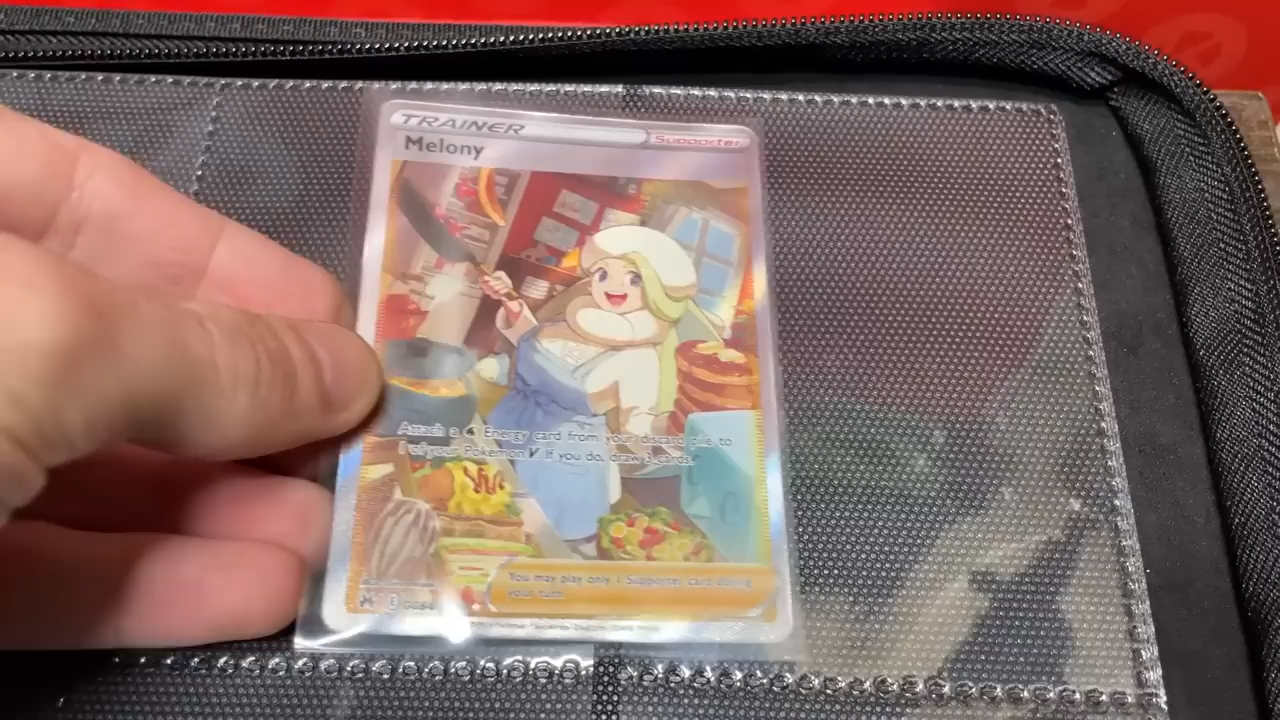 TRAINER
Supporter
Melony
Attach a Energy card from your discard pile to
1 of your Pokémon V. If you do, draw 3 cards.
You may play only 1 Supporter card during
your turn.